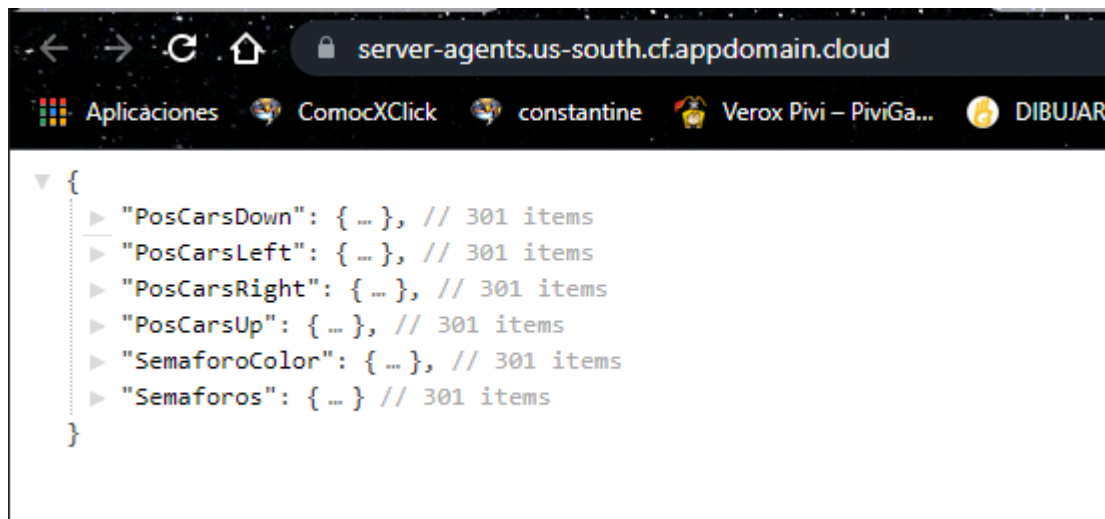 server-agents.us-south.cf.appdomain.cloud
Aplicaciones ComocXClick constantine Verox Pivi – PiviGa... DIBUJAR
{
"PosCarsDown": { … }, // 301 items
"PosCarsLeft": { … }, // 301 items
"PosCarsRight": { … }, // 301 items
"PosCarsUp": { … }, // 301 items
"SemaforoColor": { … }, // 301 items
"Semaforos": { … } // 301 items
}